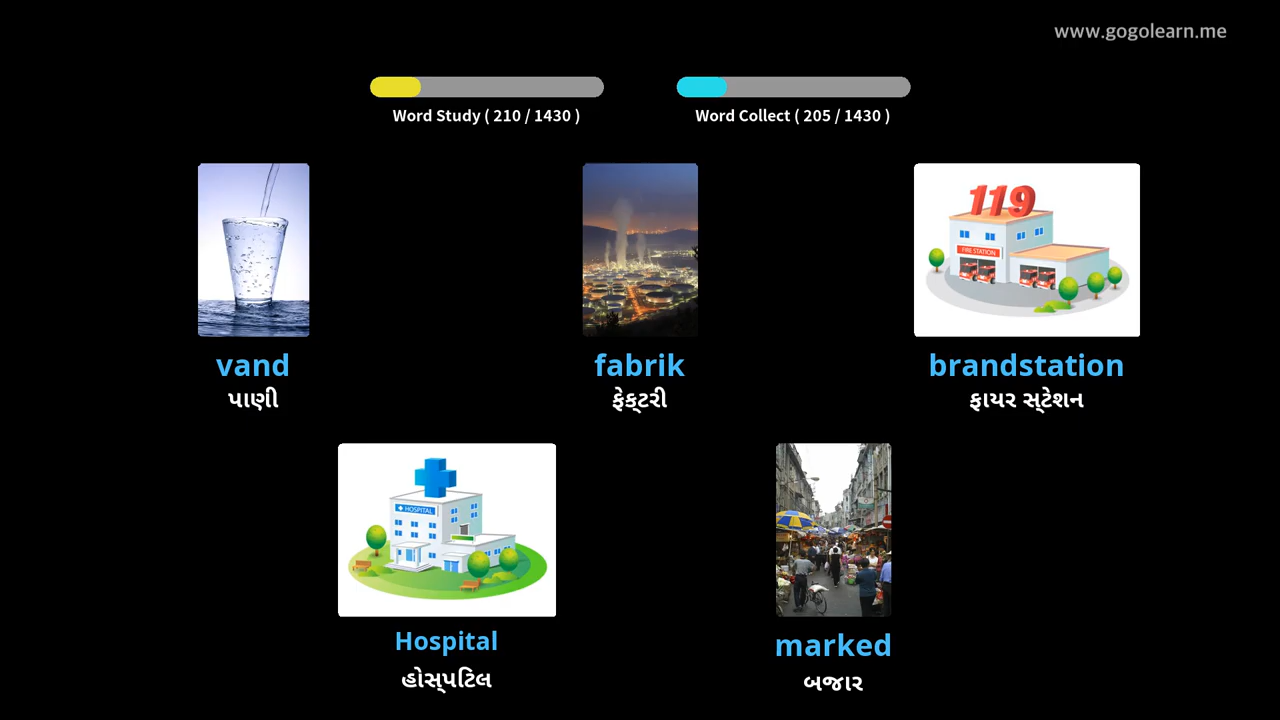 www.gogolearn.me
Word Study ( 210 / 1430 )
Word Collect ( 205 / 1430 )
119
FIRE STATION
vand
fabrik
brandstation
પાણી
ફેક્ટરી
ફાયર સ્ટેશન
HOSPITAL
Hospital
marked
હોસ્પટિલ
બજાર